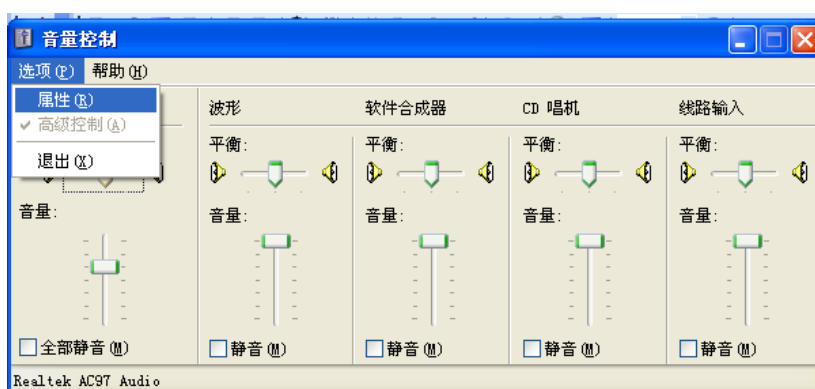 音量控制
选项(P) 帮助(H)
属性(R)
高级控制(A)
退出(X)
波形 软件合成器 CD 唱机 线路输入
平衡: 平衡: 平衡: 平衡:
音量: 音量: 音量: 音量: 音量:
全部静音(M) 静音(M) 静音(M) 静音(M) 静音(M)
Realtek AC97 Audio